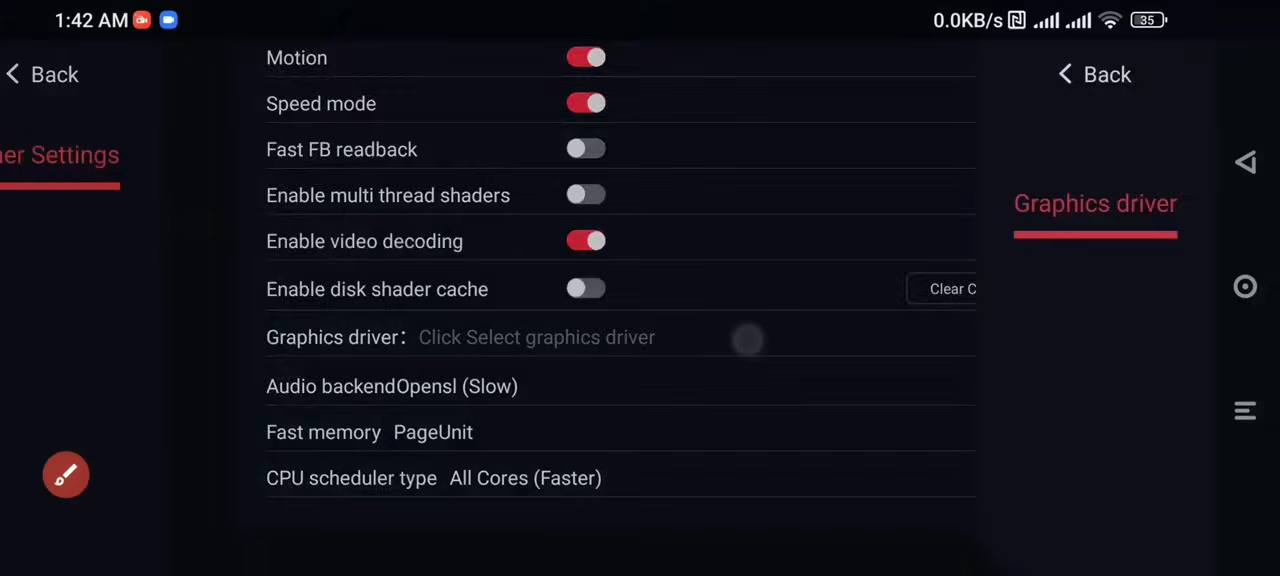 1:42 AM
0.0KB/s
35
Back
er Settings
Motion
Speed mode
Fast FB readback
Enable multi thread shaders
Enable video decoding
Enable disk shader cache
Clear C
Graphics driver: Click Select graphics driver
Audio backendOpensl (Slow)
Fast memory PageUnit
CPU scheduler type All Cores (Faster)
Back
Graphics driver